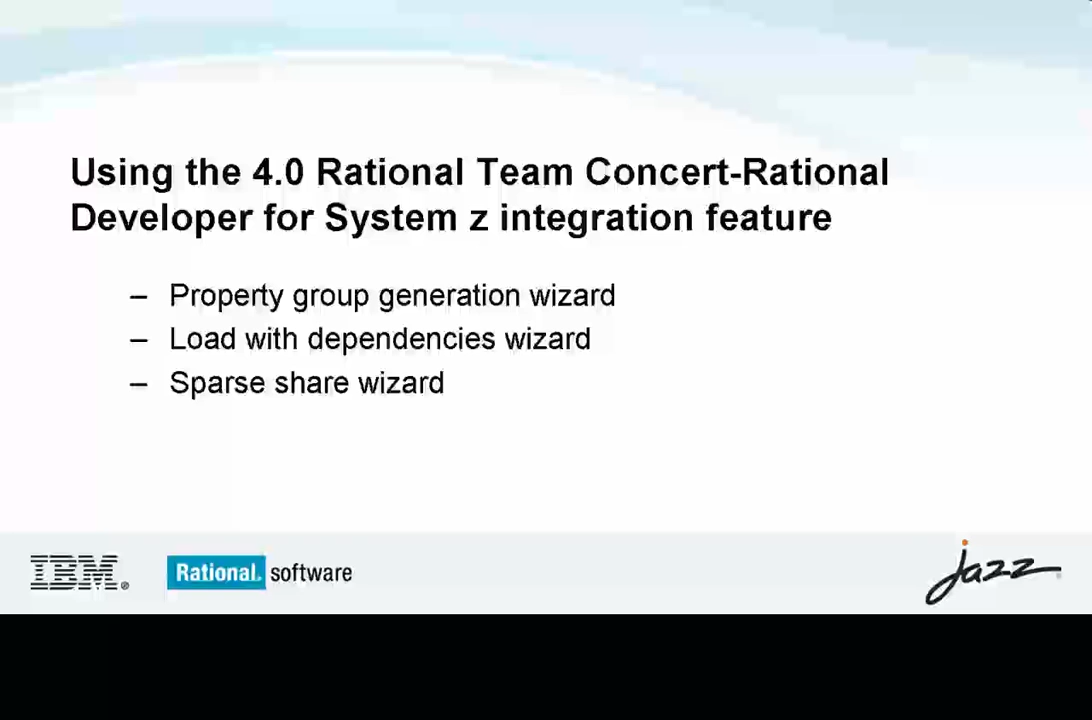 Using the 4.0 Rational Team Concert-Rational
Developer for System z integration feature
– Property group generation wizard
– Load with dependencies wizard
– Sparse share wizard
IBM® Rational. software jazz